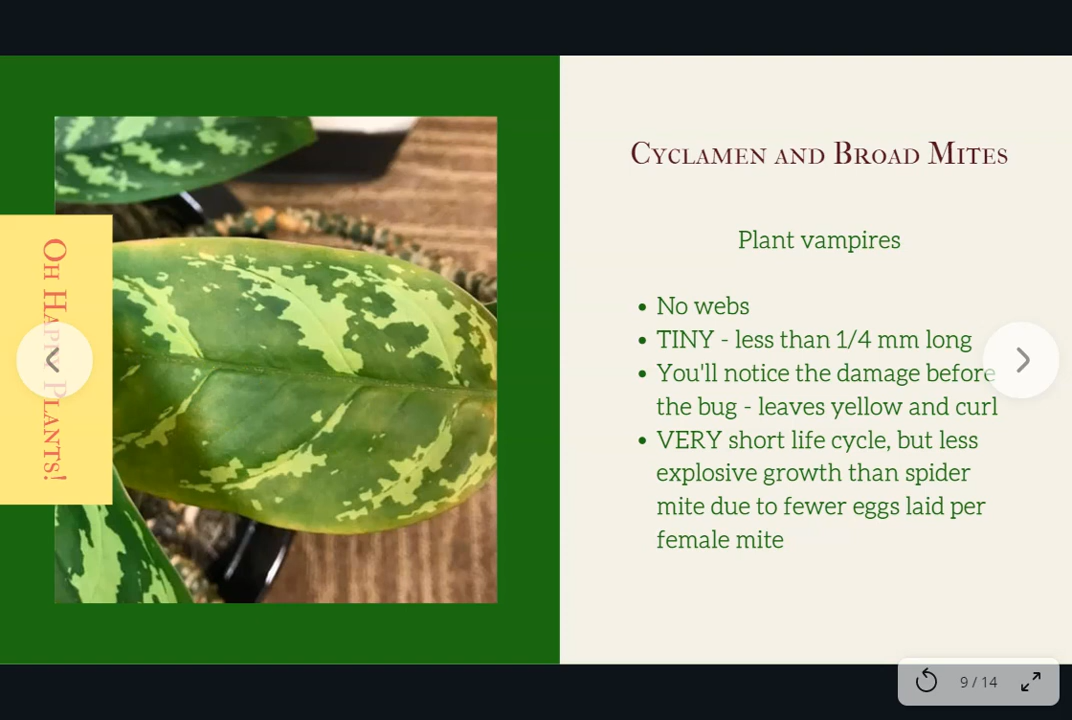 Oh Happy Plants!
Cyclamen and Broad Mites
Plant vampires
• No webs
• TINY - less than 1/4 mm long
• You'll notice the damage before
the bug - leaves yellow and curl
• VERY short life cycle, but less
explosive growth than spider
mite due to fewer eggs laid per
female mite
9 / 14